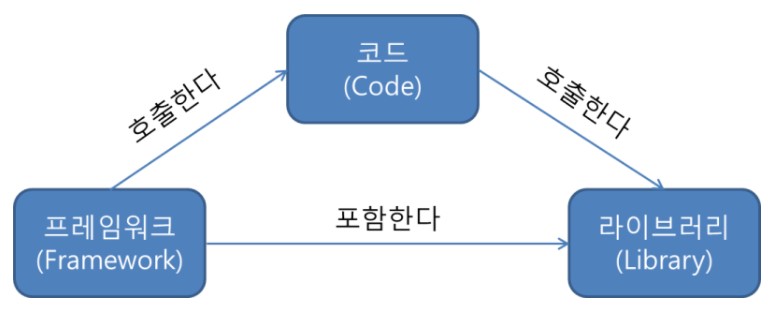 코드
(Code)
호출한다
호출한다
프레임워크
(Framework)
포함한다
라이브러리
(Library)